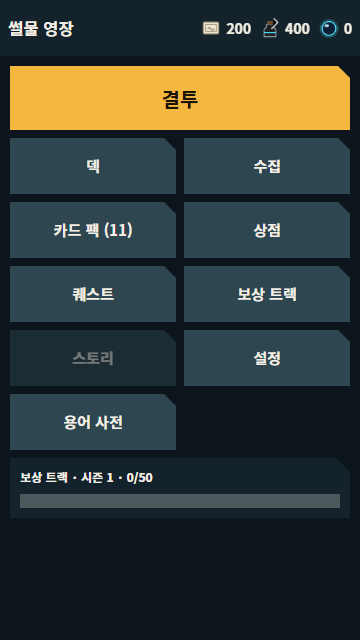 썰물 영장 200 400 0
결투
덱 수집
카드 팩 (11) 상점
퀘스트 보상 트랙
스토리 설정
용어 사전
보상 트랙 · 시즌 1 · 0/50